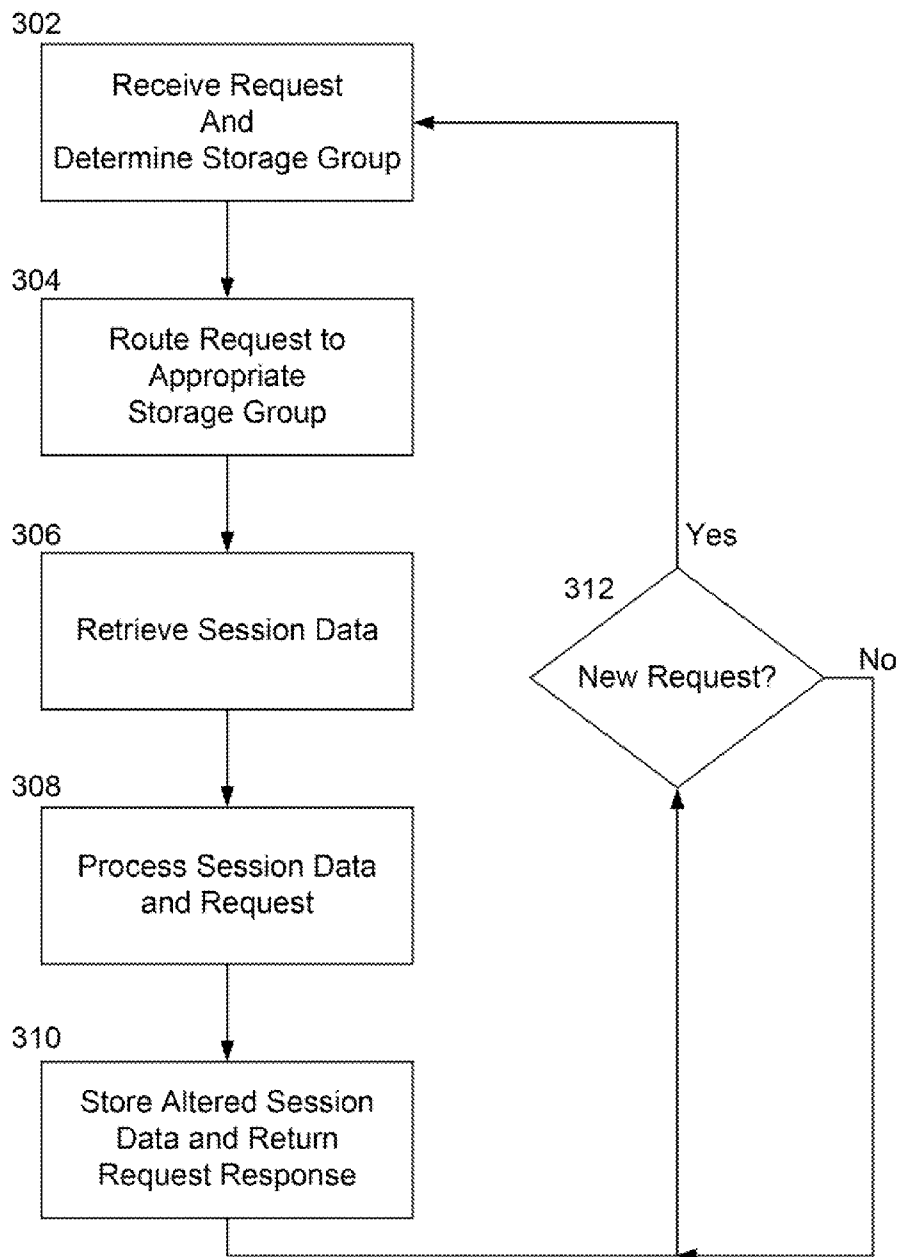 302
Receive Request
And
Determine Storage Group
304
Route Request to
Appropriate
Storage Group
306
Retrieve Session Data
308
Process Session Data
and Request
310
Store Altered Session
Data and Return
Request Response
312
New Request?
Yes
No